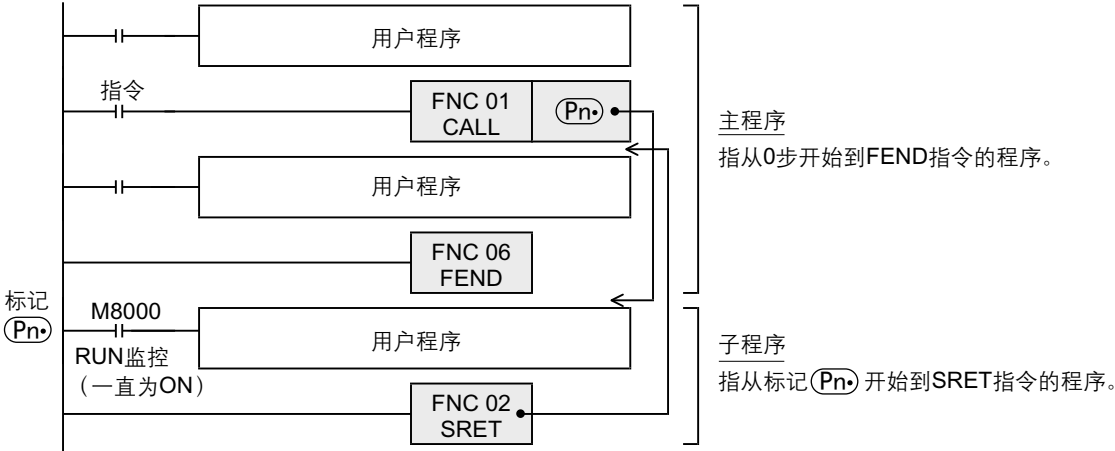 用户程序
指令
FNC 01
CALL
Pn•
主程序
指从0步开始到FEND指令的程序。
用户程序
FNC 06
FEND
标记
Pn•
M8000
RUN监控
（一直为ON）
用户程序
子程序
指从标记Pn•开始到SRET指令的程序。
FNC 02
SRET